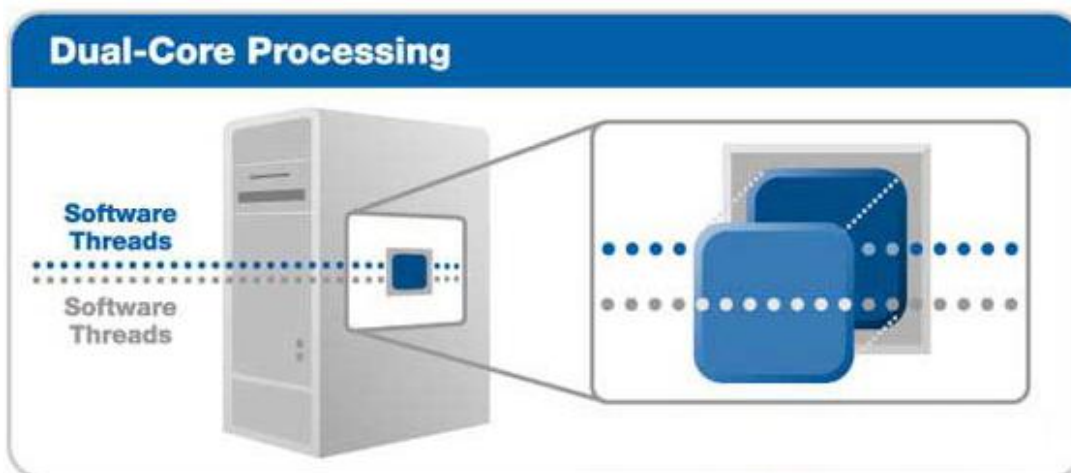 Dual-Core Processing
Software
Threads
Software
Threads